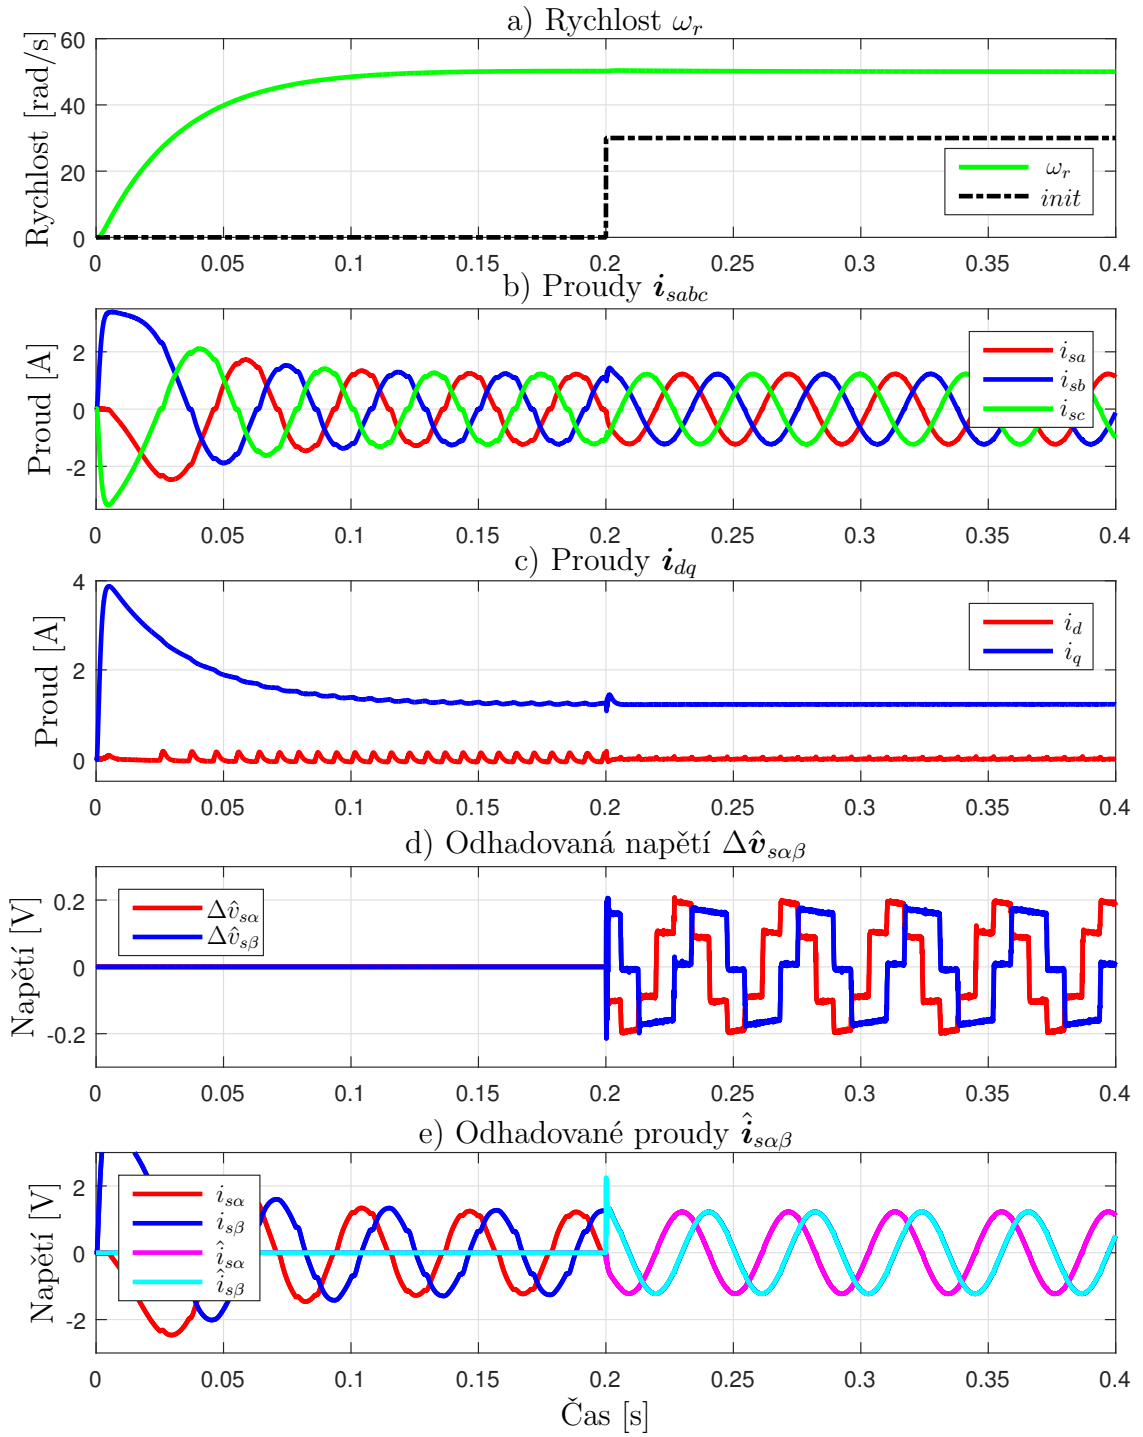 a) Rychlost ωr
Rychlost [rad/s]
60
40
20
0
ωr
init
0 0.05 0.1 0.15 0.2 0.25 0.3 0.35 0.4
b) Proudy isabc
Proud [A]
2
0
-2
isa
isb
isc
0 0.05 0.1 0.15 0.2 0.25 0.3 0.35 0.4
c) Proudy idq
Proud [A]
4
2
0
id
iq
0 0.05 0.1 0.15 0.2 0.25 0.3 0.35 0.4
d) Odhadovaná napětí Δv̂sαβ
Napětí [V]
0.2
0
-0.2
Δv̂sα
Δv̂sβ
0 0.05 0.1 0.15 0.2 0.25 0.3 0.35 0.4
e) Odhadované proudy îsαβ
Napětí [V]
2
0
-2
isα
isβ
îsα
îsβ
0 0.05 0.1 0.15 0.2 0.25 0.3 0.35 0.4
Čas [s]